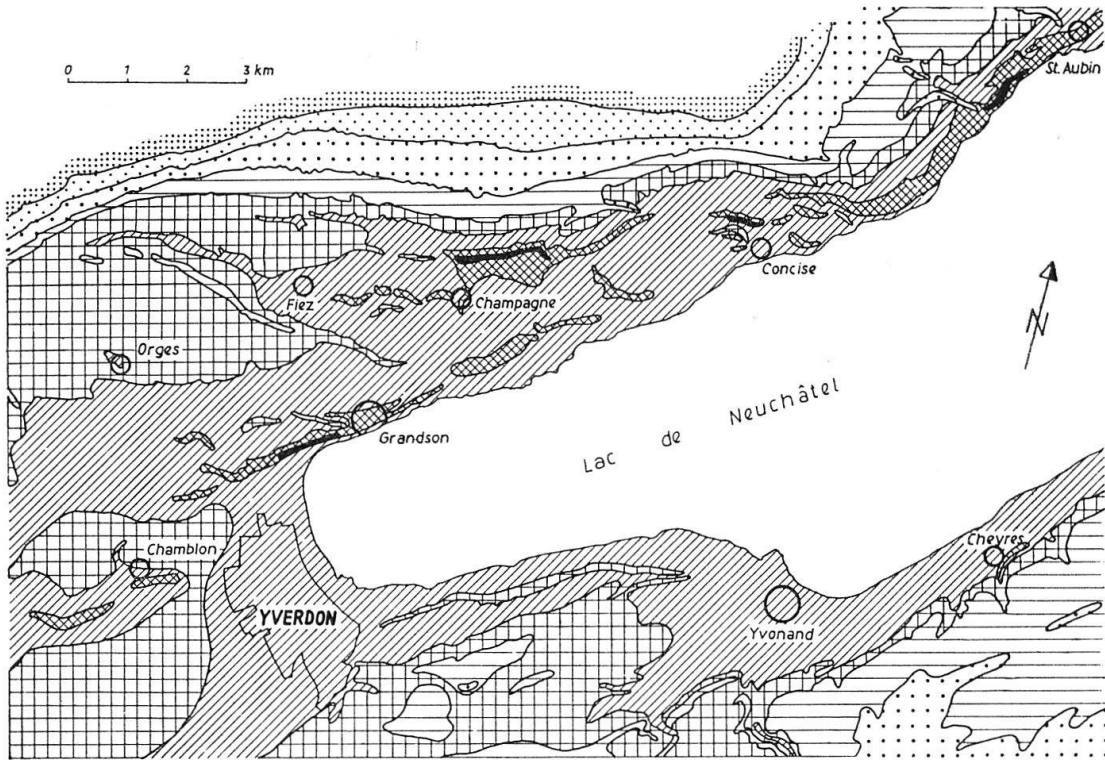 0 1 2 3 km
St. Aubin
Concise
Fiez
Champagne
N
Orges
Grandson
Lac de Neuchâtel
Chamblon
Cheyres
YVERDON
Yvonand